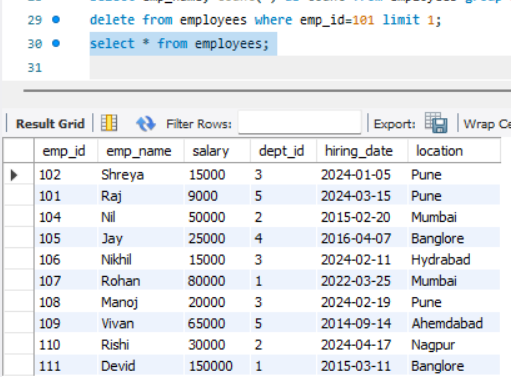 29 delete from employees where emp_id=101 limit 1;
30 select * from employees;
31
Result Grid Filter Rows: Export: Wrap Ce
emp_id emp_name salary dept_id hiring_date location
102 Shreya 15000 3 2024-01-05 Pune
101 Raj 9000 5 2024-03-15 Pune
104 Nil 50000 2 2015-02-20 Mumbai
105 Jay 25000 4 2016-04-07 Banglore
106 Nikhil 15000 3 2024-02-11 Hydrabad
107 Rohan 80000 1 2022-03-25 Mumbai
108 Manoj 20000 3 2024-02-19 Pune
109 Vivan 65000 5 2014-09-14 Ahemdabad
110 Rishi 30000 2 2024-04-17 Nagpur
111 Devid 150000 1 2015-03-11 Banglore